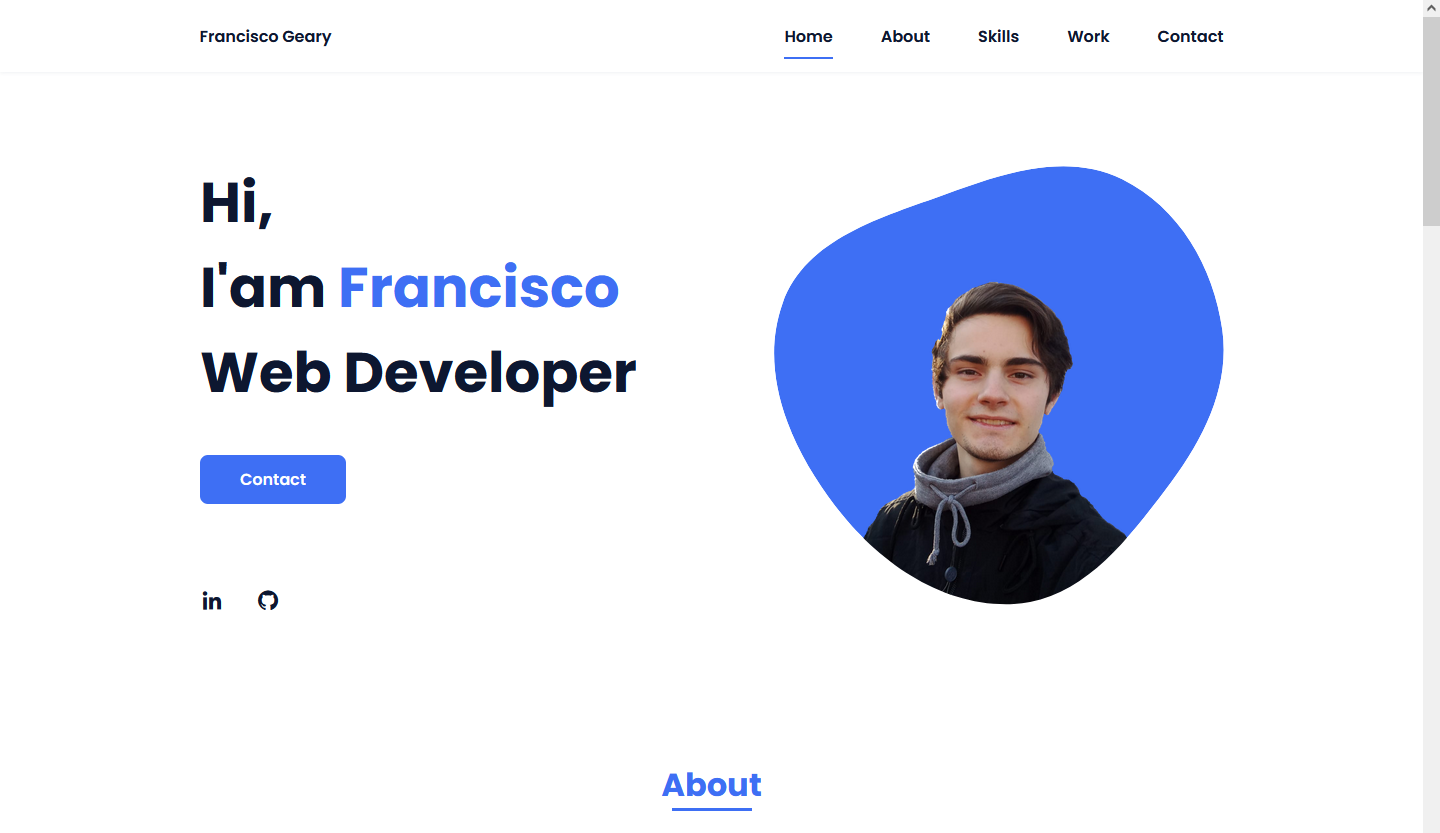 Francisco Geary
Home About Skills Work Contact
Hi,
I'am Francisco
Web Developer
Contact
in
About